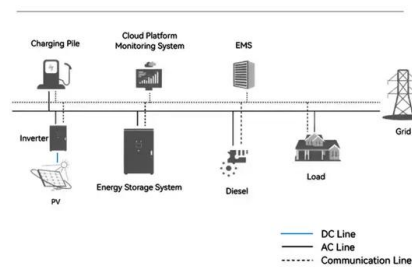 Charging Pile
Cloud Platform
Monitoring System
EMS
Grid
Inverter
PV
Energy Storage System
Diesel
Load
DC Line
AC Line
Communication Line